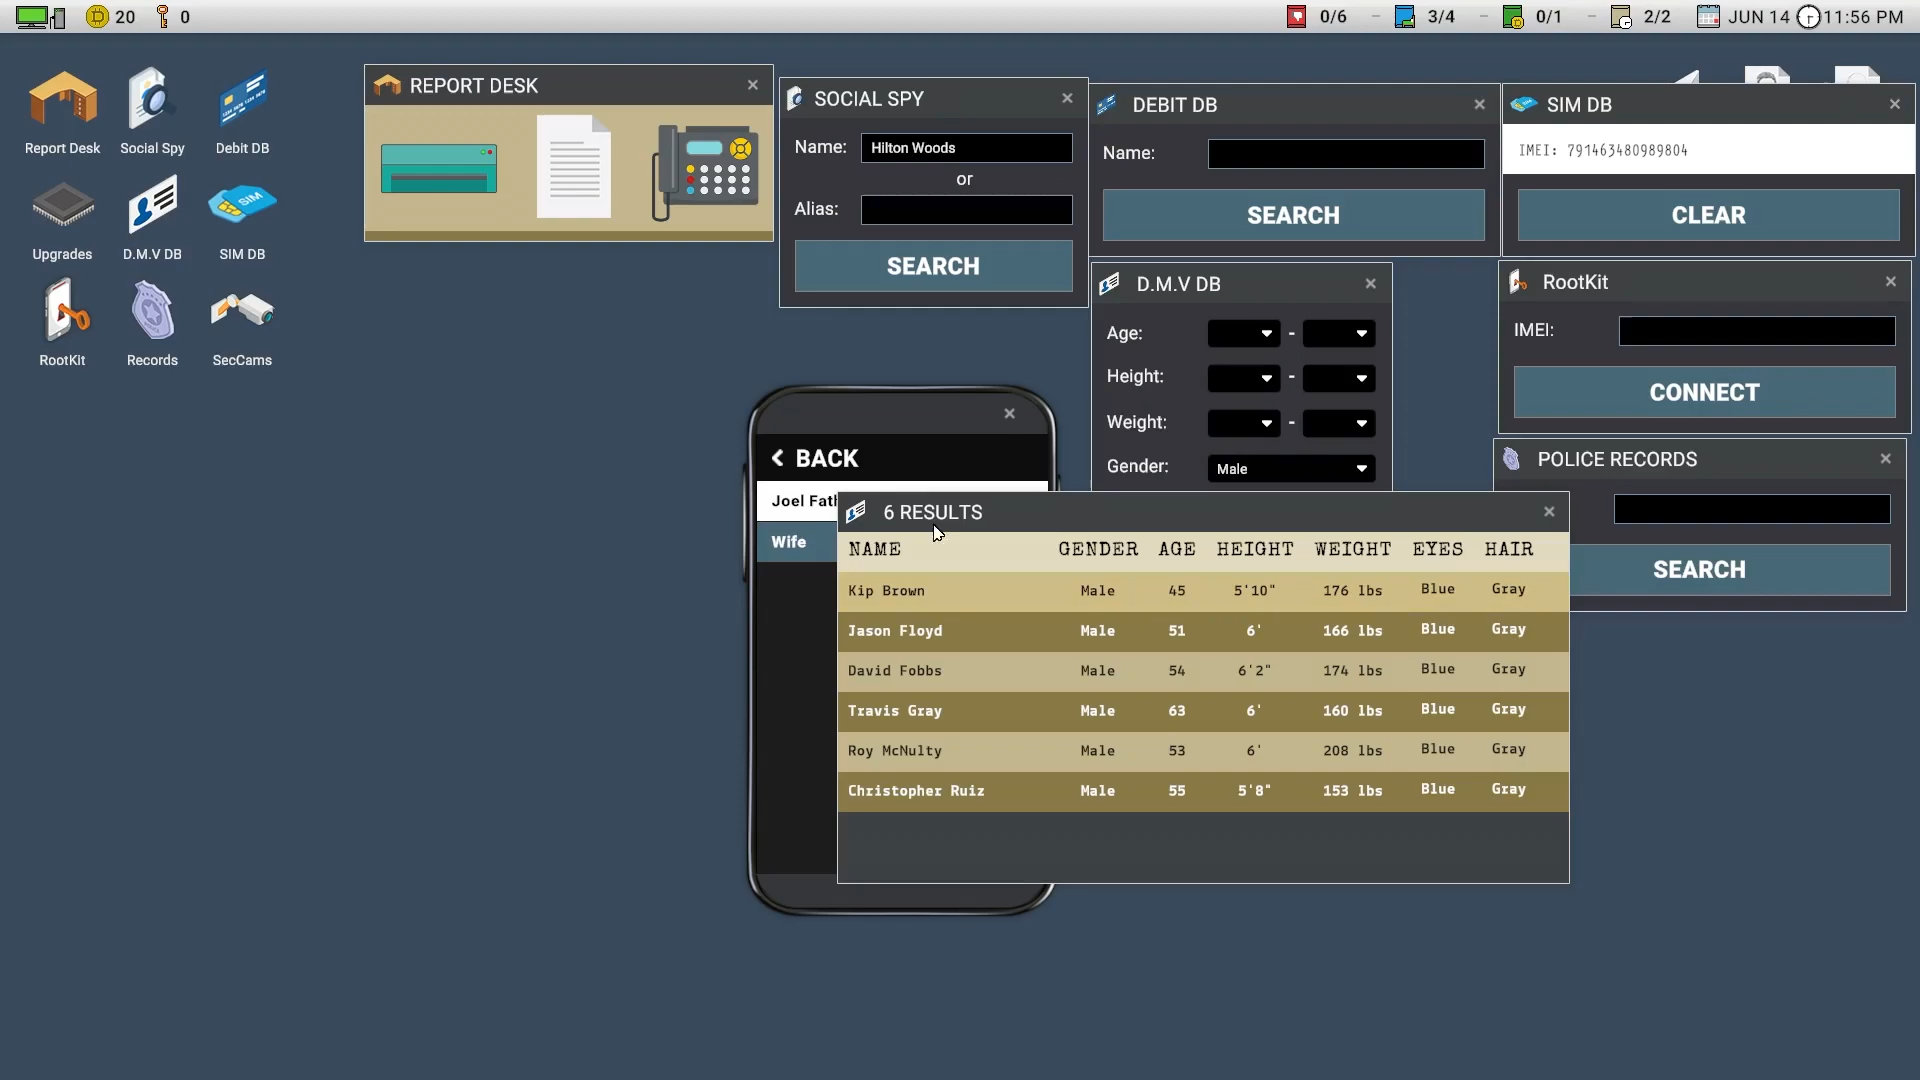 20 0 0/6 - 3/4 - 0/1 - 2/2 JUN 14 11:56 PM
Report Desk Social Spy Debit DB
Upgrades D.M.V DB SIM DB
RootKit Records SecCams
REPORT DESK ×
SOCIAL SPY ×
Name: Hilton Woods
or
Alias:
SEARCH
DEBIT DB ×
Name:
SEARCH
SIM DB ×
IMEI: 791463480989804
CLEAR
D.M.V DB ×
Age: -
Height: -
Weight: -
Gender: Male
RootKit ×
IMEI:
CONNECT
POLICE RECORDS ×
SEARCH
×
< BACK
Joel
Wife
6 RESULTS ×
NAME GENDER AGE HEIGHT WEIGHT EYES HAIR
Kip Brown Male 45 5'10" 176 lbs Blue Gray
Jason Floyd Male 51 6' 166 lbs Blue Gray
David Fobbs Male 54 6'2" 174 lbs Blue Gray
Travis Gray Male 63 6' 160 lbs Blue Gray
Roy McNulty Male 53 6' 208 lbs Blue Gray
Christopher Ruiz Male 55 5'8" 153 lbs Blue Gray